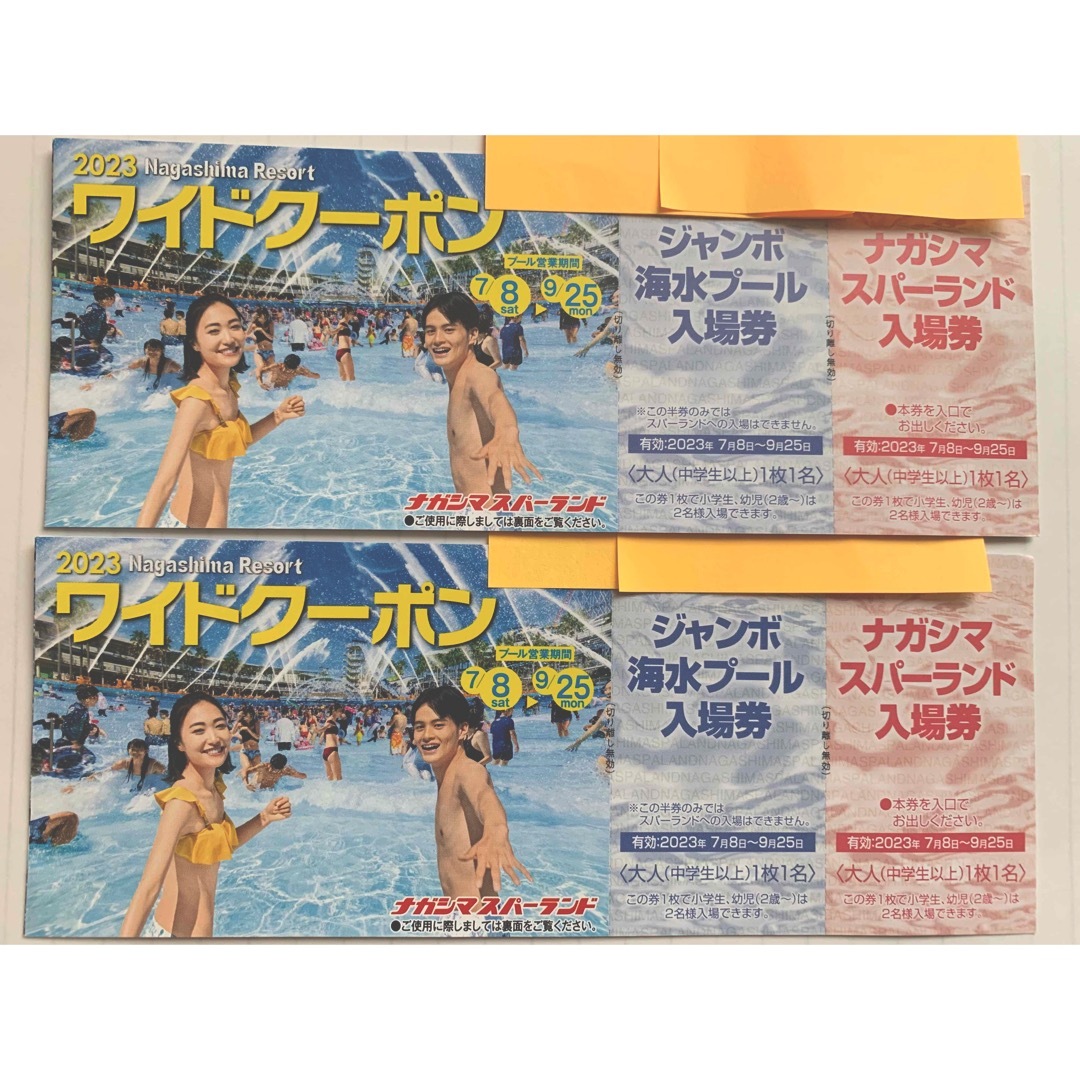 2023 Nagashima Resort
ワイドクーポン
プール営業期間
7/8 sat ▶ 9/25 mon
ナガシマスパーランド
●ご使用に際しましては裏面をご覧ください。
(切り離し無効)
ジャンボ
海水プール
入場券
※この半券のみでは
スパーランドへの入場はできません。
有効:2023年 7月8日〜9月25日
〈大人(中学生以上)1枚1名〉
この券1枚で小学生、幼児(2歳〜)は
2名様入場できます。
(切り離し無効)
ナガシマ
スパーランド
入場券
●本券を入口で
お出しください。
有効:2023年 7月8日〜9月25日
〈大人(中学生以上)1枚1名〉
この券1枚で小学生、幼児(2歳〜)は
2名様入場できます。
2023 Nagashima Resort
ワイドクーポン
プール営業期間
7/8 sat ▶ 9/25 mon
ナガシマスパーランド
●ご使用に際しましては裏面をご覧ください。
(切り離し無効)
ジャンボ
海水プール
入場券
※この半券のみでは
スパーランドへの入場はできません。
有効:2023年 7月8日〜9月25日
〈大人(中学生以上)1枚1名〉
この券1枚で小学生、幼児(2歳〜)は
2名様入場できます。
(切り離し無効)
ナガシマ
スパーランド
入場券
●本券を入口で
お出しください。
有効:2023年 7月8日〜9月25日
〈大人(中学生以上)1枚1名〉
この券1枚で小学生、幼児(2歳〜)は
2名様入場できます。